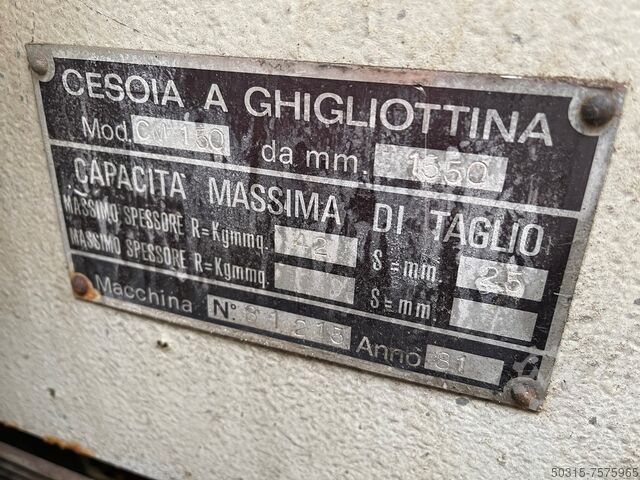 CESOIA A GHIGLIOTTINA
Mod. CM 150 da mm. 1550
CAPACITÀ MASSIMA DI TAGLIO
MASSIMO SPESSORE R=Kgmmq. 42 S=mm. 2.5
MASSIMO SPESSORE R=Kgmmq. S=mm
Macchina N° 81215 Anno 81
50315-7575965